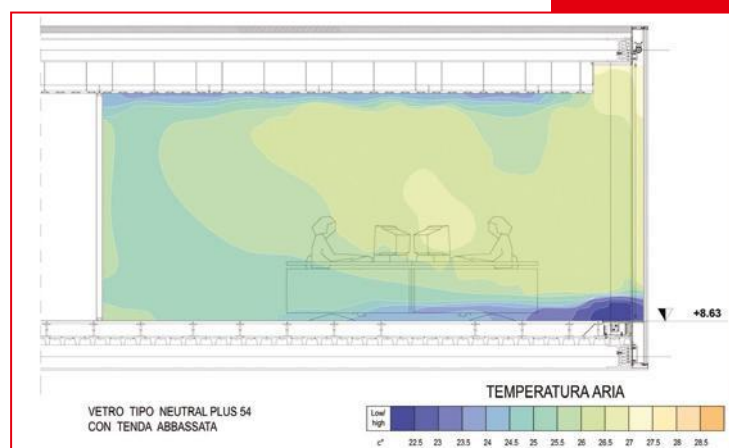 +8.63
VETRO TIPO NEUTRAL PLUS 54
CON TENDA ABBASSATA
TEMPERATURA ARIA
Low/
high
c° 22.5 23 23.5 24 24.5 25 25.5 26 26.5 27 27.5 28 28.5